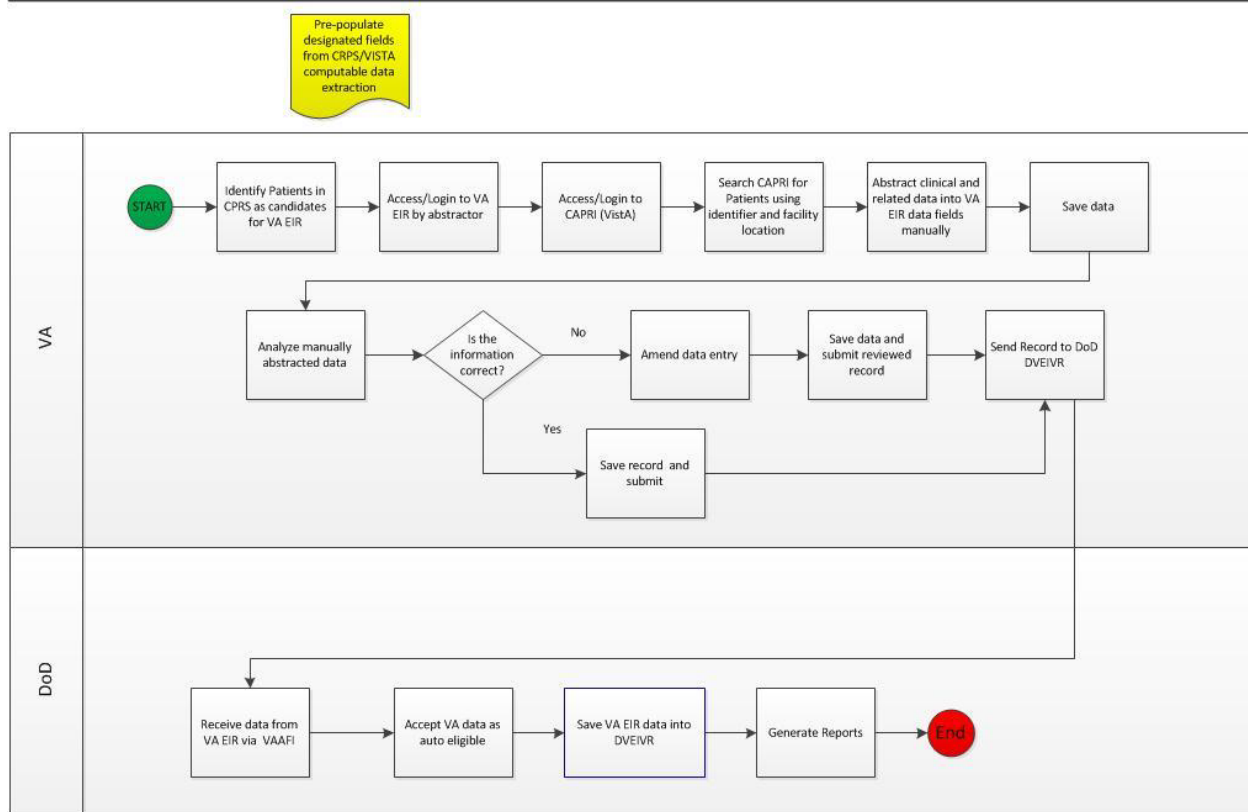 Pre-populate
designated fields
from CRPS/VISTA
computable data
extraction
VA
START
Identify Patients in
CPRS as candidates
for VA EIR
Access/Login to VA
EIR by abstractor
Access/Login to
CAPRI (VistA)
Search CAPRI for
Patients using
identifier and facility
location
Abstract clinical and
related data into VA
EIR data fields
manually
Save data
Analyze manually
abstracted data
Is the
information
correct?
No
Amend data entry
Save data and
submit reviewed
record
Send Record to DoD
DVEIVR
Yes
Save record and
submit
DoD
Receive data from
VA EIR via VAAFI
Accept VA data as
auto eligible
Save VA EIR data into
DVEIVR
Generate Reports
End